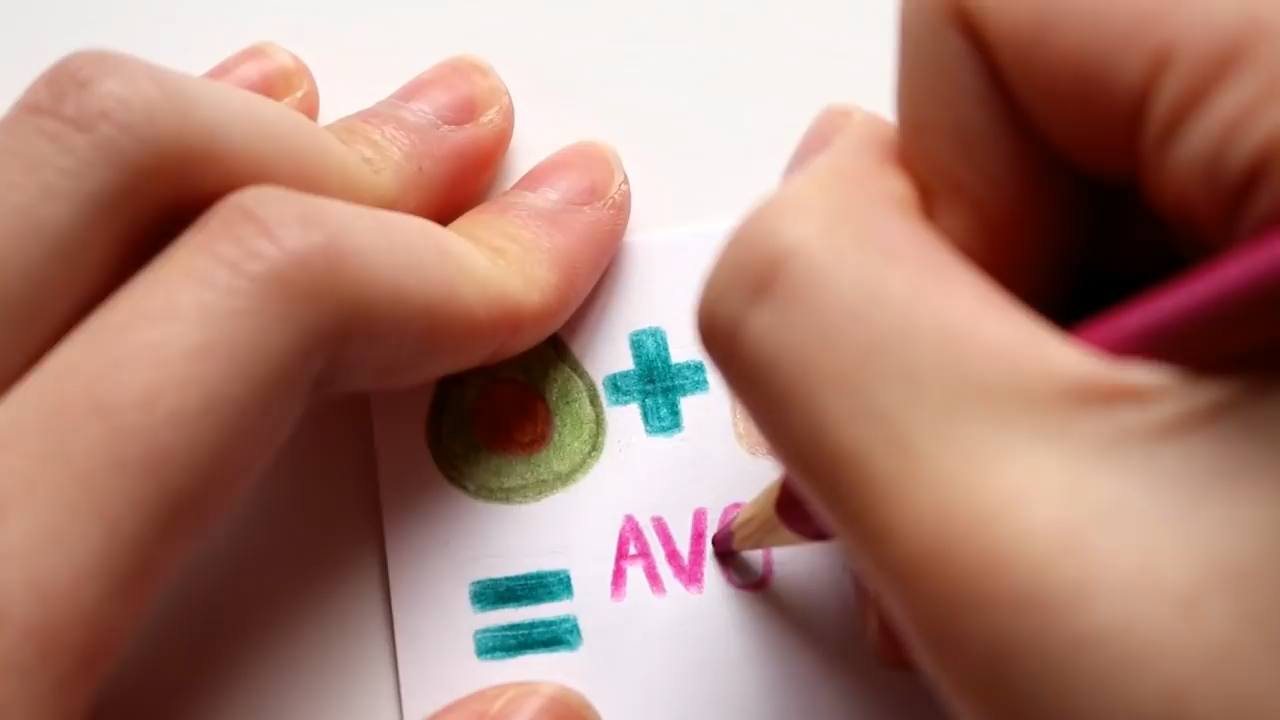 +
= AVO